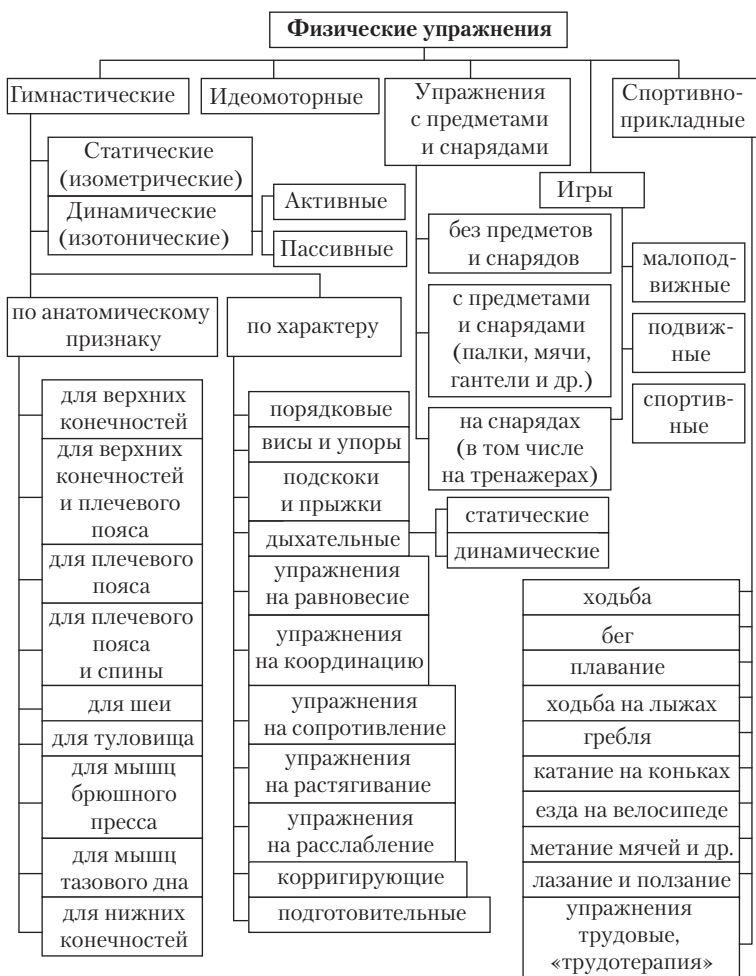 Физические упражнения
Гимнастические
Идеомоторные
Упражнения
с предметами
и снарядами
Спортивно-
прикладные
Статические
(изометрические)
Динамические
(изотонические)
Активные
Пассивные
Игры
без предметов
и снарядов
с предметами
и снарядами
(палки, мячи,
гантели и др.)
на снарядах
(в том числе
на тренажерах)
малопод-
вижные
подвиж-
ные
спортив-
ные
по анатомическому
признаку
по характеру
для верхних
конечностей
для верхних
конечностей
и плечевого
пояса
для плечевого
пояса
для плечевого
пояса
и спины
для шеи
для туловища
для мышц
брюшного
пресса
для мышц
тазового дна
для нижних
конечностей
порядковые
висы и упоры
подскоки
и прыжки
дыхательные
статические
динамические
упражнения
на равновесие
упражнения
на координацию
упражнения
на сопротивление
упражнения
на растягивание
упражнения
на расслабление
корригирующие
подготовительные
ходьба
бег
плавание
ходьба на лыжах
гребля
катание на коньках
езда на велосипеде
метание мячей и др.
лазание и ползание
упражнения
трудовые,
«трудотерапия»